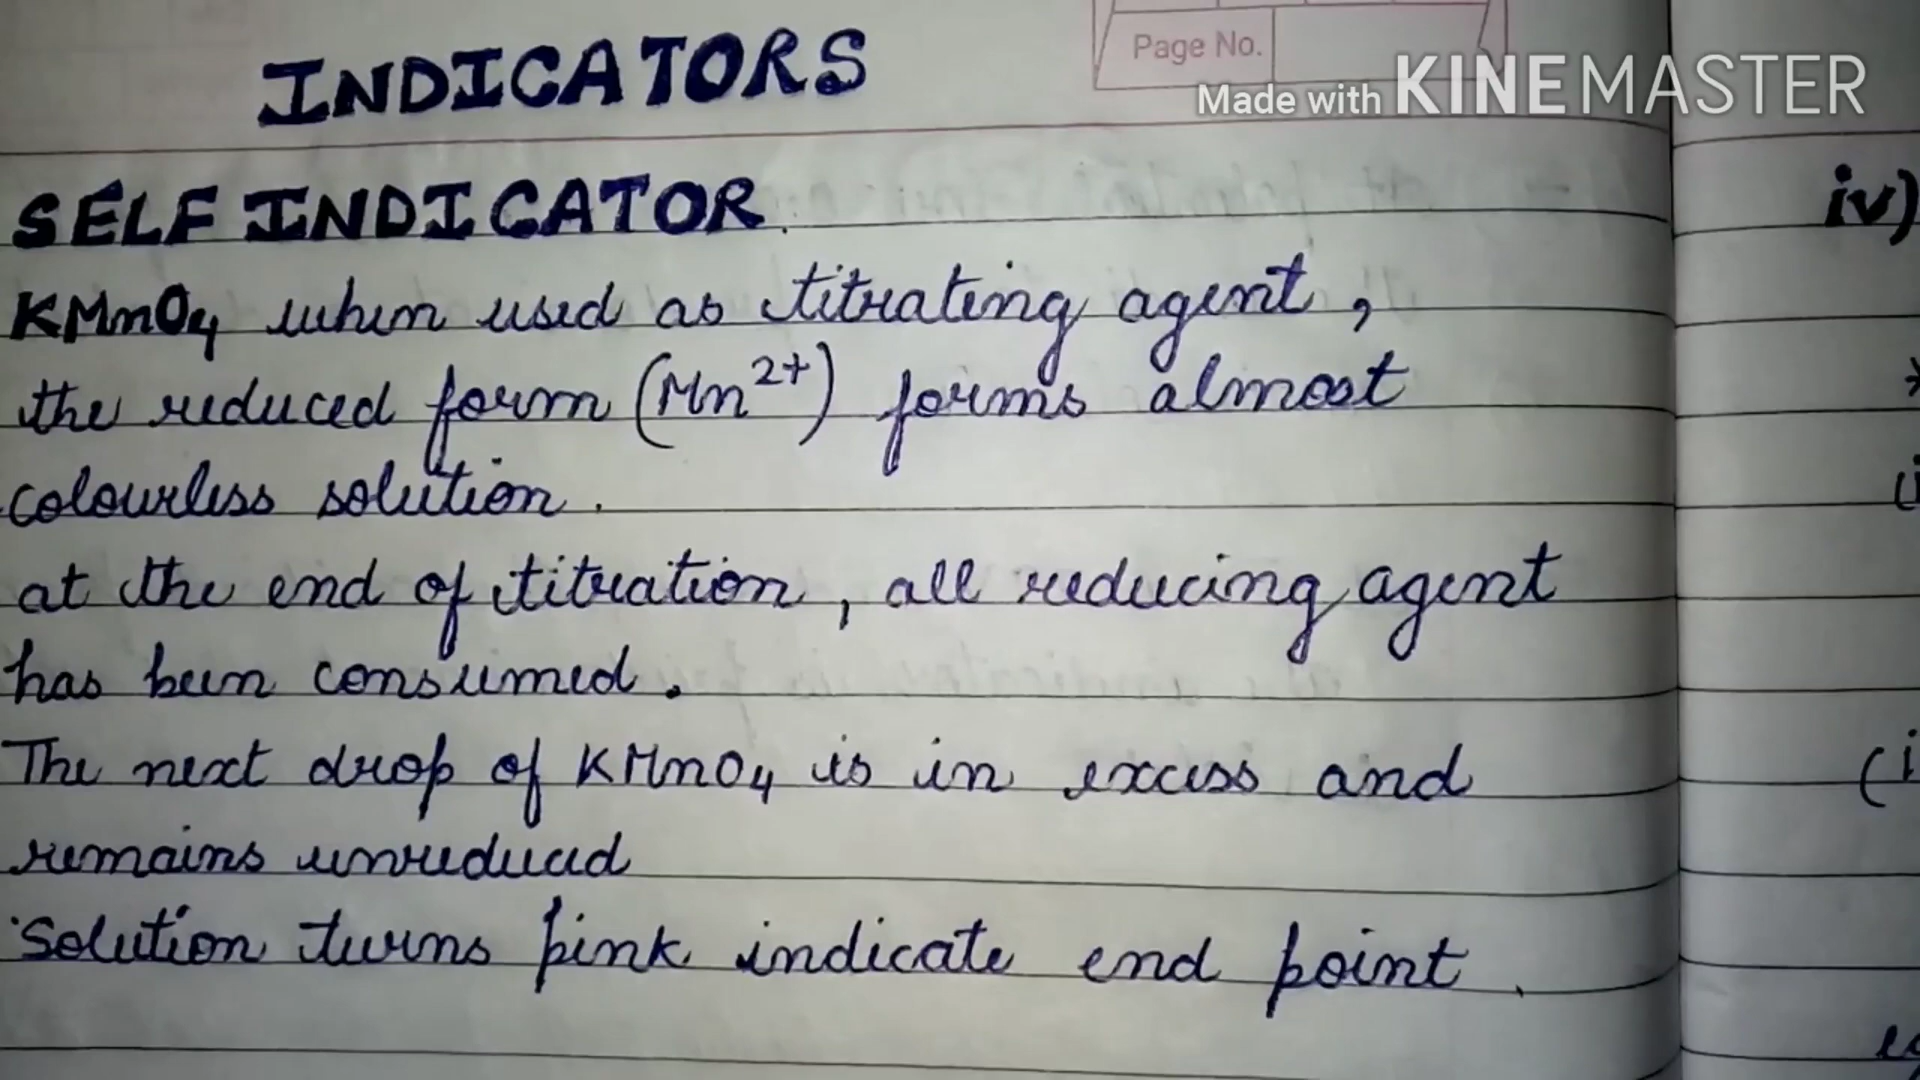 INDICATORS
Page No.
Made with KINEMASTER
SELF INDICATOR.
KMnO4 when used as titrating agent,
the reduced form (Mn2+) forms almost
colourless solution.
at the end of titration, all reducing agent
has been consumed.
The next drop of KMnO4 is in excess and
remains unreduced
Solution turns pink indicate end point.
iv)
(i